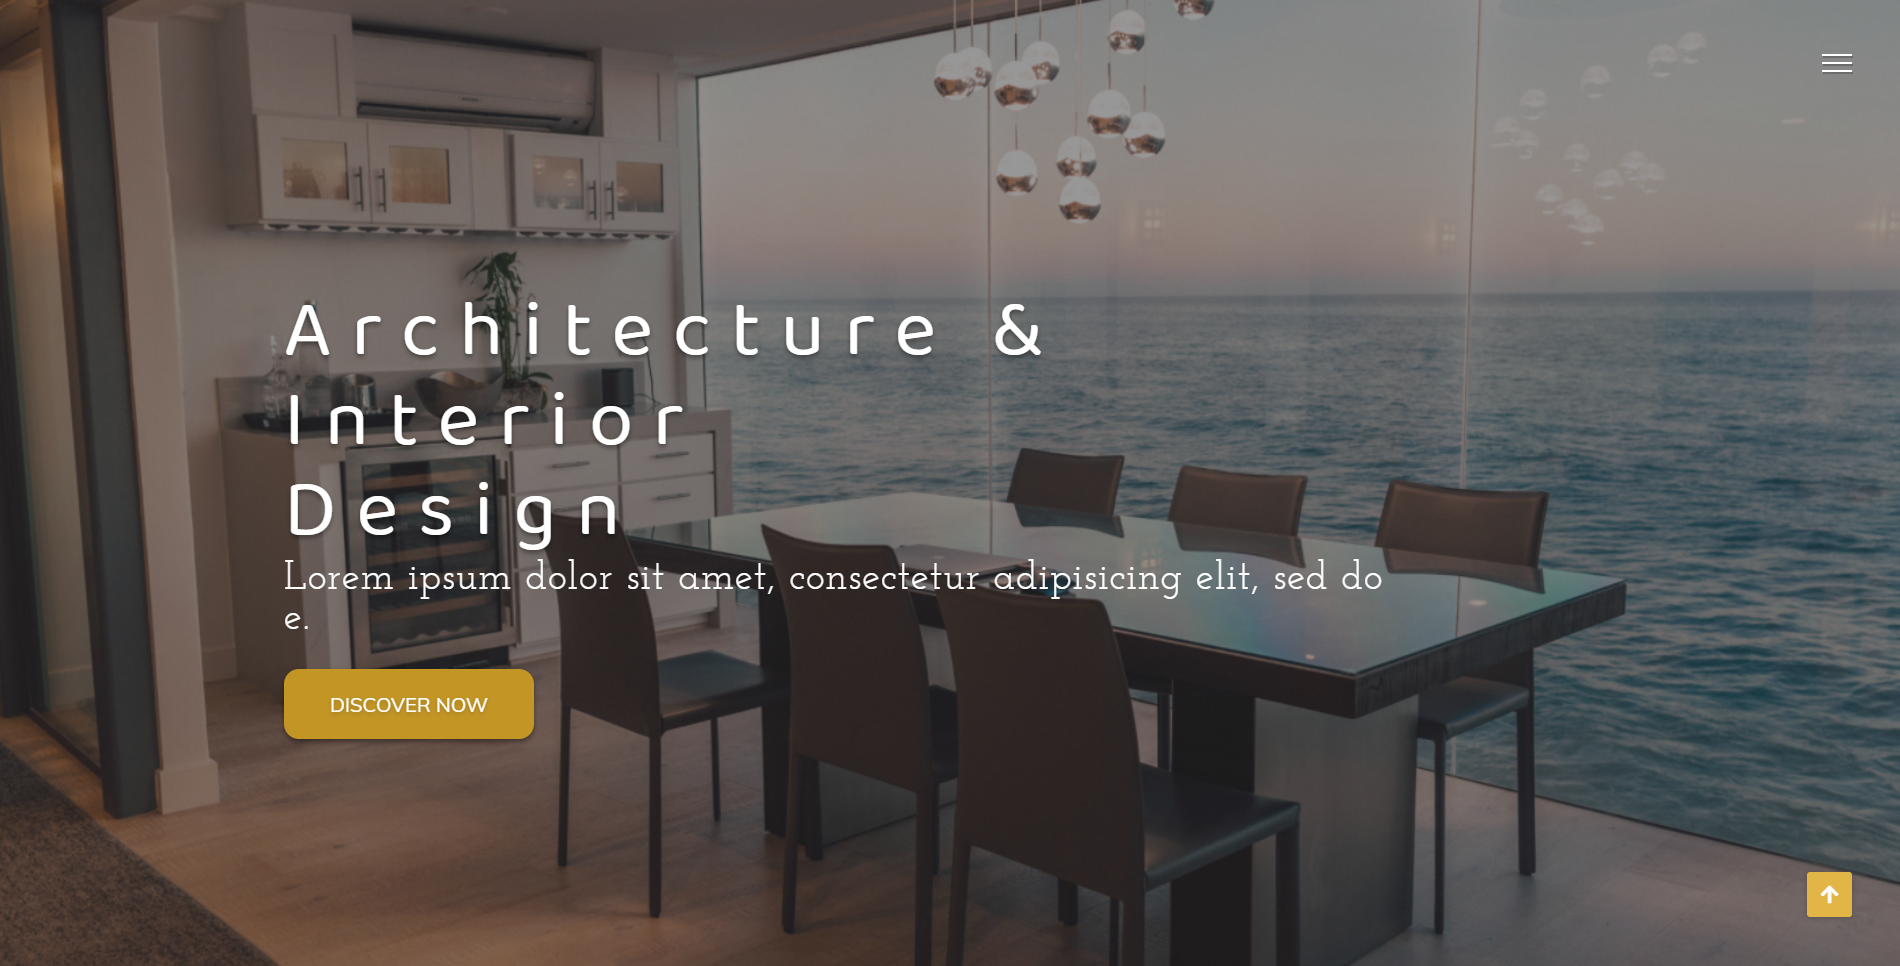 Architecture &
Interior
Design
Lorem ipsum dolor sit amet, consectetur adipisicing elit, sed do
e.
DISCOVER NOW